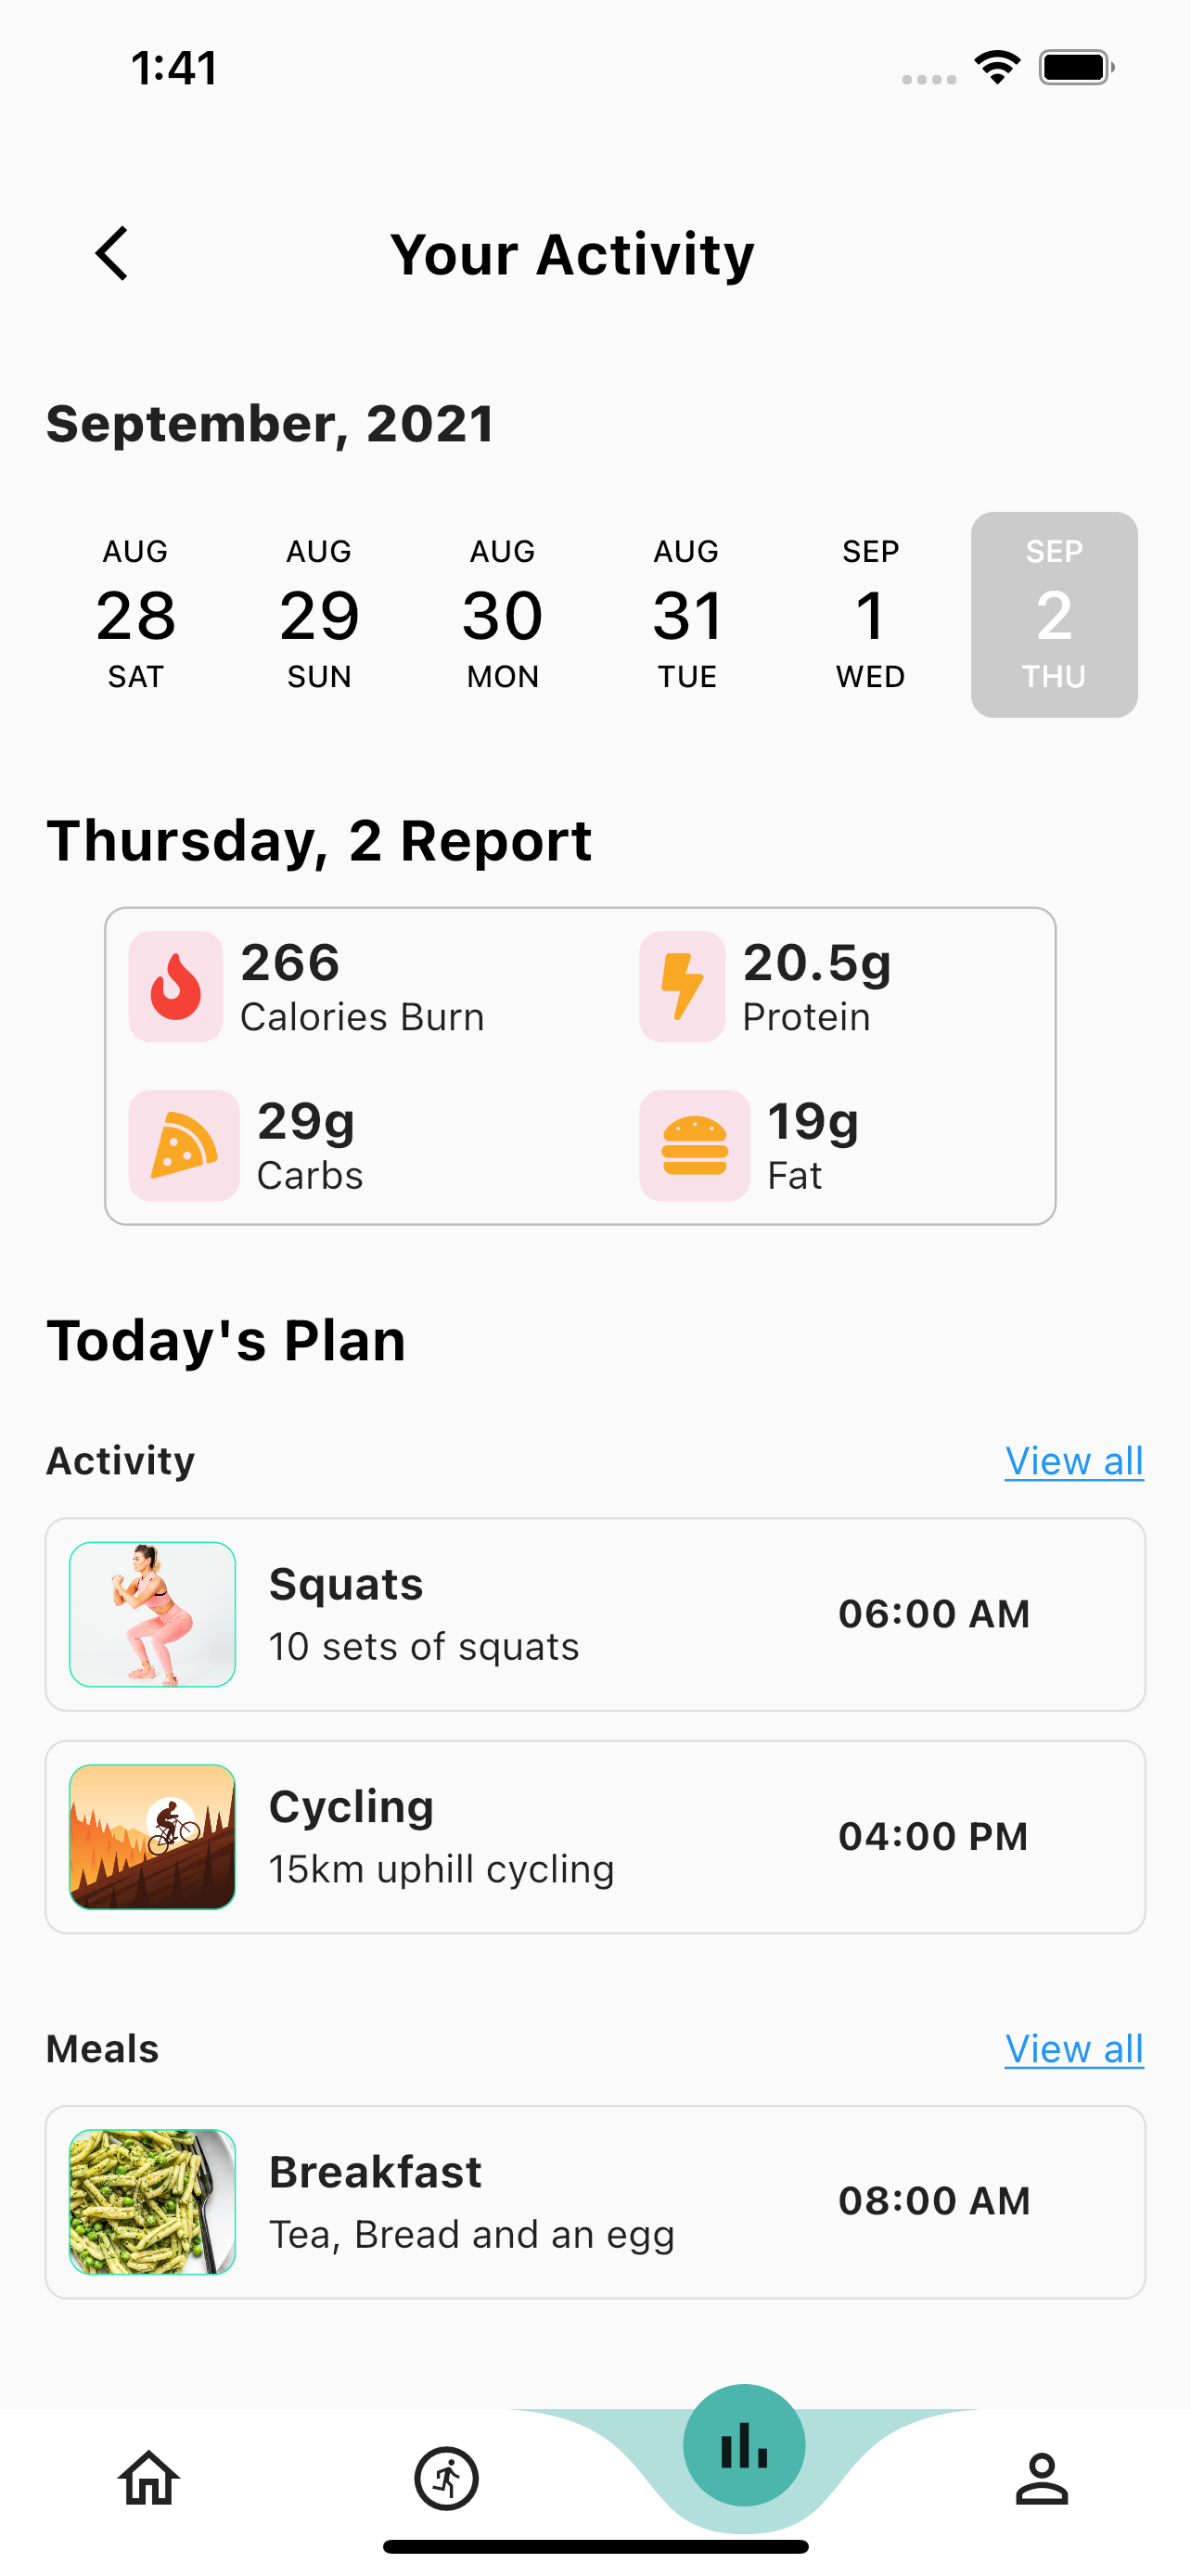 1:41
Your Activity
September, 2021
AUG AUG AUG AUG SEP SEP
28 29 30 31 1 2
SAT SUN MON TUE WED THU
Thursday, 2 Report
266
Calories Burn
20.5g
Protein
29g
Carbs
19g
Fat
Today's Plan
Activity
View all
Squats
10 sets of squats
06:00 AM
Cycling
15km uphill cycling
04:00 PM
Meals
View all
Breakfast
Tea, Bread and an egg
08:00 AM